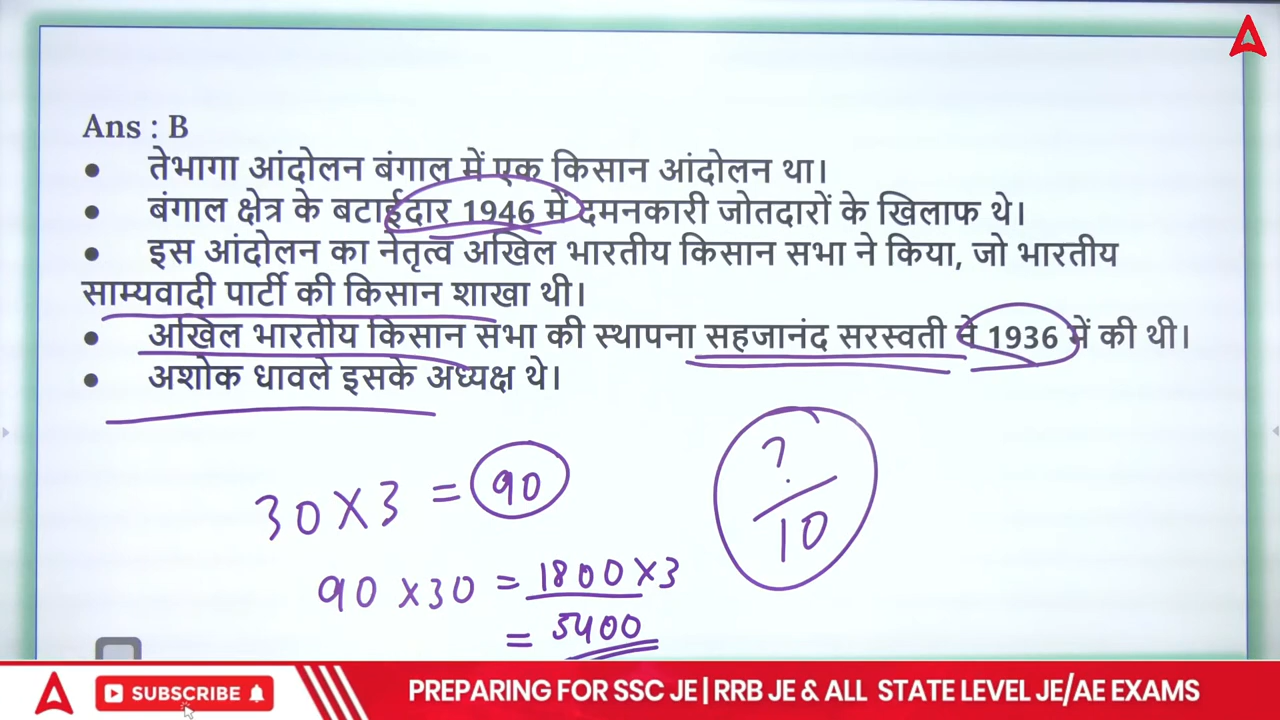 Ans : B
• तेभागा आंदोलन बंगाल में एक किसान आंदोलन था।
• बंगाल क्षेत्र के बटाईदार 1946 में दमनकारी जोतदारों के खिलाफ थे।
• इस आंदोलन का नेतृत्व अखिल भारतीय किसान सभा ने किया, जो भारतीय
साम्यवादी पार्टी की किसान शाखा थी।
• अखिल भारतीय किसान सभा की स्थापना सहजानंद सरस्वती ने 1936 में की थी।
• अशोक धावले इसके अध्यक्ष थे।
30 X 3 = 90
?
10
90 X 30 = 1800 X 3
= 5400
SUBSCRIBE
PREPARING FOR SSC JE | RRB JE & ALL STATE LEVEL JE/AE EXAMS